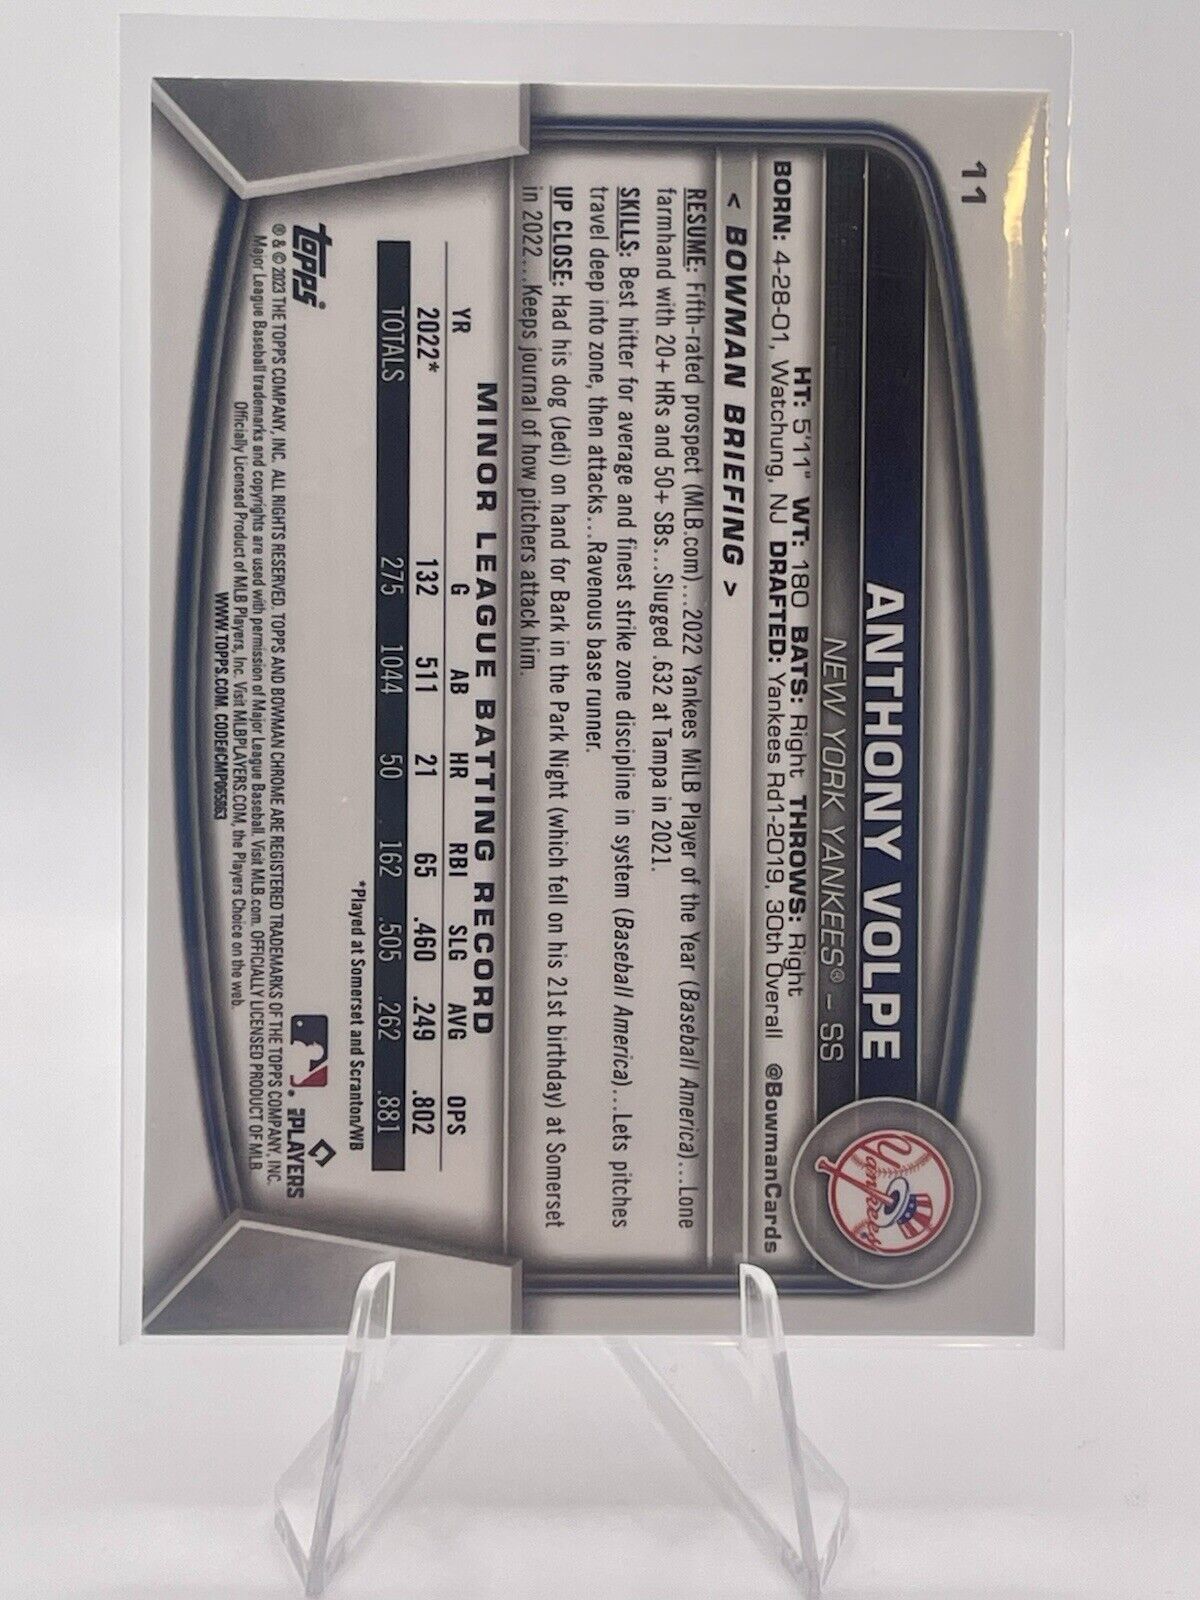 11
ANTHONY VOLPE
NEW YORK YANKEES® – SS
HT: 5'11" WT: 180 BATS: Right THROWS: Right
BORN: 4-28-01, Watchung, NJ DRAFTED: Yankees Rd1-2019, 30th Overall @BowmanCards
< BOWMAN BRIEFING >
RESUME: Fifth-rated prospect (MLB.com)...2022 Yankees MiLB Player of the Year (Baseball America)...Lone
farmhand with 20+ HRs and 50+ SBs...Slugged .632 at Tampa in 2021.
SKILLS: Best hitter for average and finest strike zone discipline in system (Baseball America)...Lets pitches
travel deep into zone, then attacks...Ravenous base runner.
UP CLOSE: Had his dog (Jedi) on hand for Bark in the Park Night (which fell on his 21st birthday) at Somerset
in 2022...Keeps journal of how pitchers attack him.
MINOR LEAGUE BATTING RECORD
YR G AB HR RBI SLG AVG OPS
2022* 132 511 21 65 .460 .249 .802
TOTALS 275 1044 50 162 .505 .262 .881
*Played at Somerset and Scranton/WB
topps
MLB PLAYERS
® & © 2023 THE TOPPS COMPANY, INC. ALL RIGHTS RESERVED. TOPPS AND BOWMAN CHROME ARE REGISTERED TRADEMARKS OF THE TOPPS COMPANY, INC.
Major League Baseball trademarks and copyrights are used with permission of Major League Baseball. Visit MLB.com. OFFICIALLY LICENSED PRODUCT OF MLB
Officially Licensed Product of MLB Players, Inc. Visit MLBPLAYERS.COM, the Players Choice on the web.
WWW.TOPPS.COM. CODE#CMP065863
Yankees